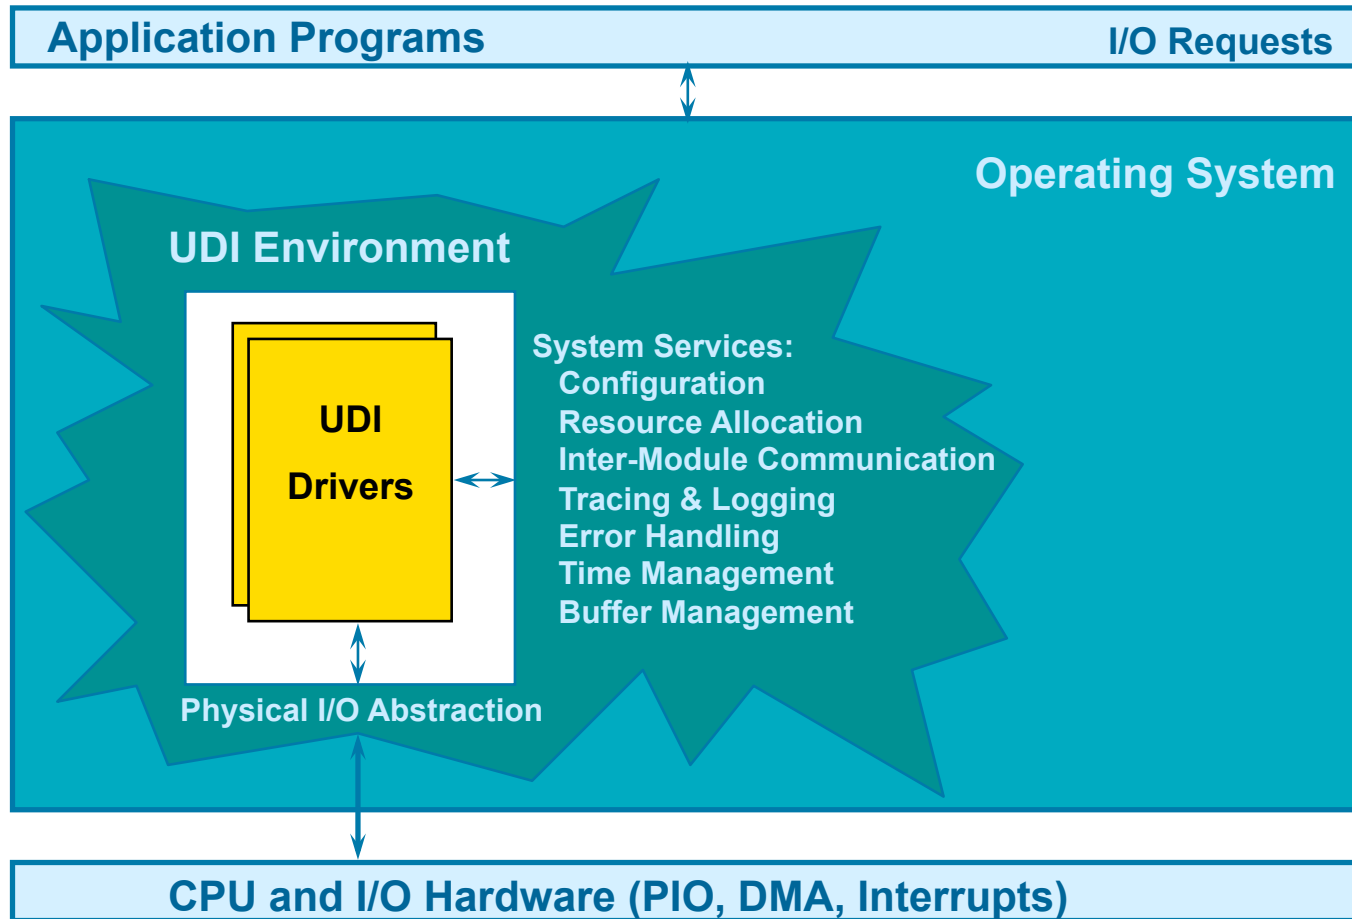 Application Programs
I/O Requests
Operating System
UDI Environment
UDI
Drivers
System Services:
Configuration
Resource Allocation
Inter-Module Communication
Tracing & Logging
Error Handling
Time Management
Buffer Management
Physical I/O Abstraction
CPU and I/O Hardware (PIO, DMA, Interrupts)